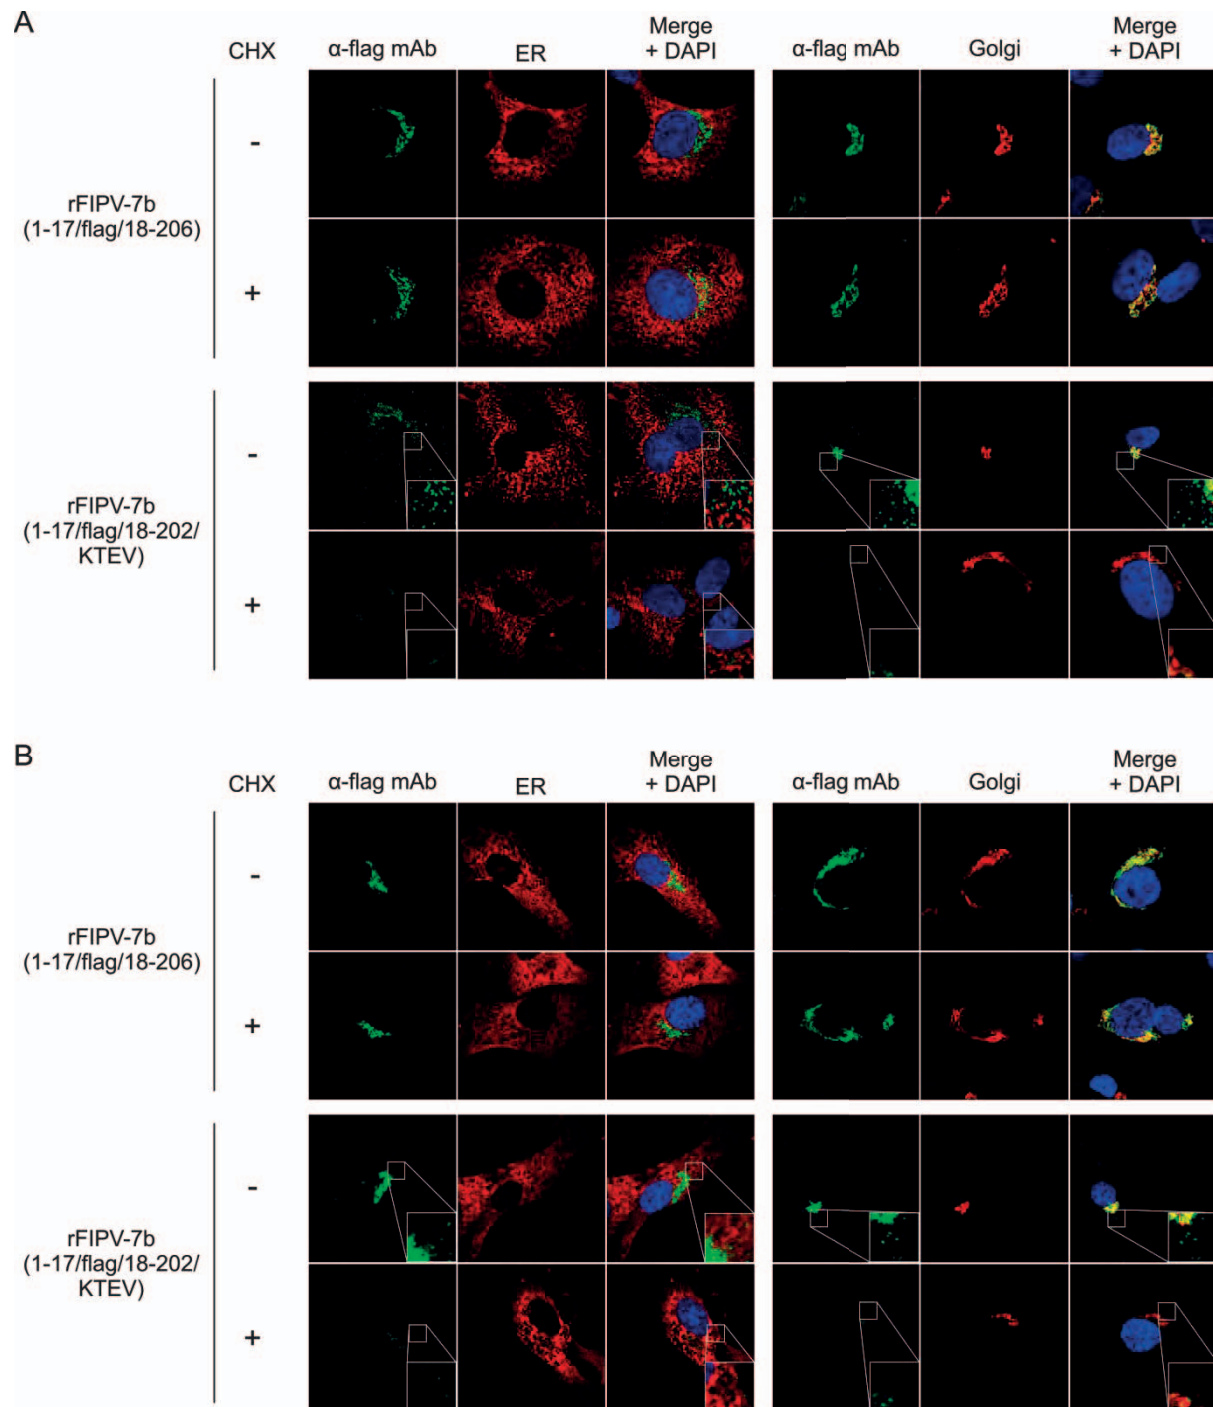 A
CHX
α-flag mAb
ER
Merge
+ DAPI
α-flag mAb
Golgi
Merge
+ DAPI
-
rFIPV-7b
(1-17/flag/18-206)
+
-
rFIPV-7b
(1-17/flag/18-202/
KTEV)
+
B
CHX
α-flag mAb
ER
Merge
+ DAPI
α-flag mAb
Golgi
Merge
+ DAPI
-
rFIPV-7b
(1-17/flag/18-206)
+
-
rFIPV-7b
(1-17/flag/18-202/
KTEV)
+